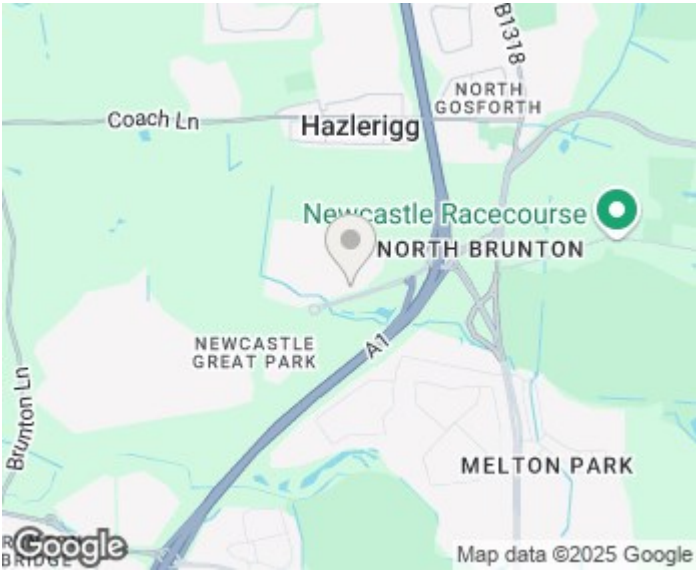 B1318
NORTH
GOSFORTH
Coach Ln
Hazlerigg
Newcastle Racecourse
NORTH BRUNTON
NEWCASTLE
GREAT PARK
A1
Brunton Ln
MELTON PARK
BRIDGE
Google
Map data ©2025 Google